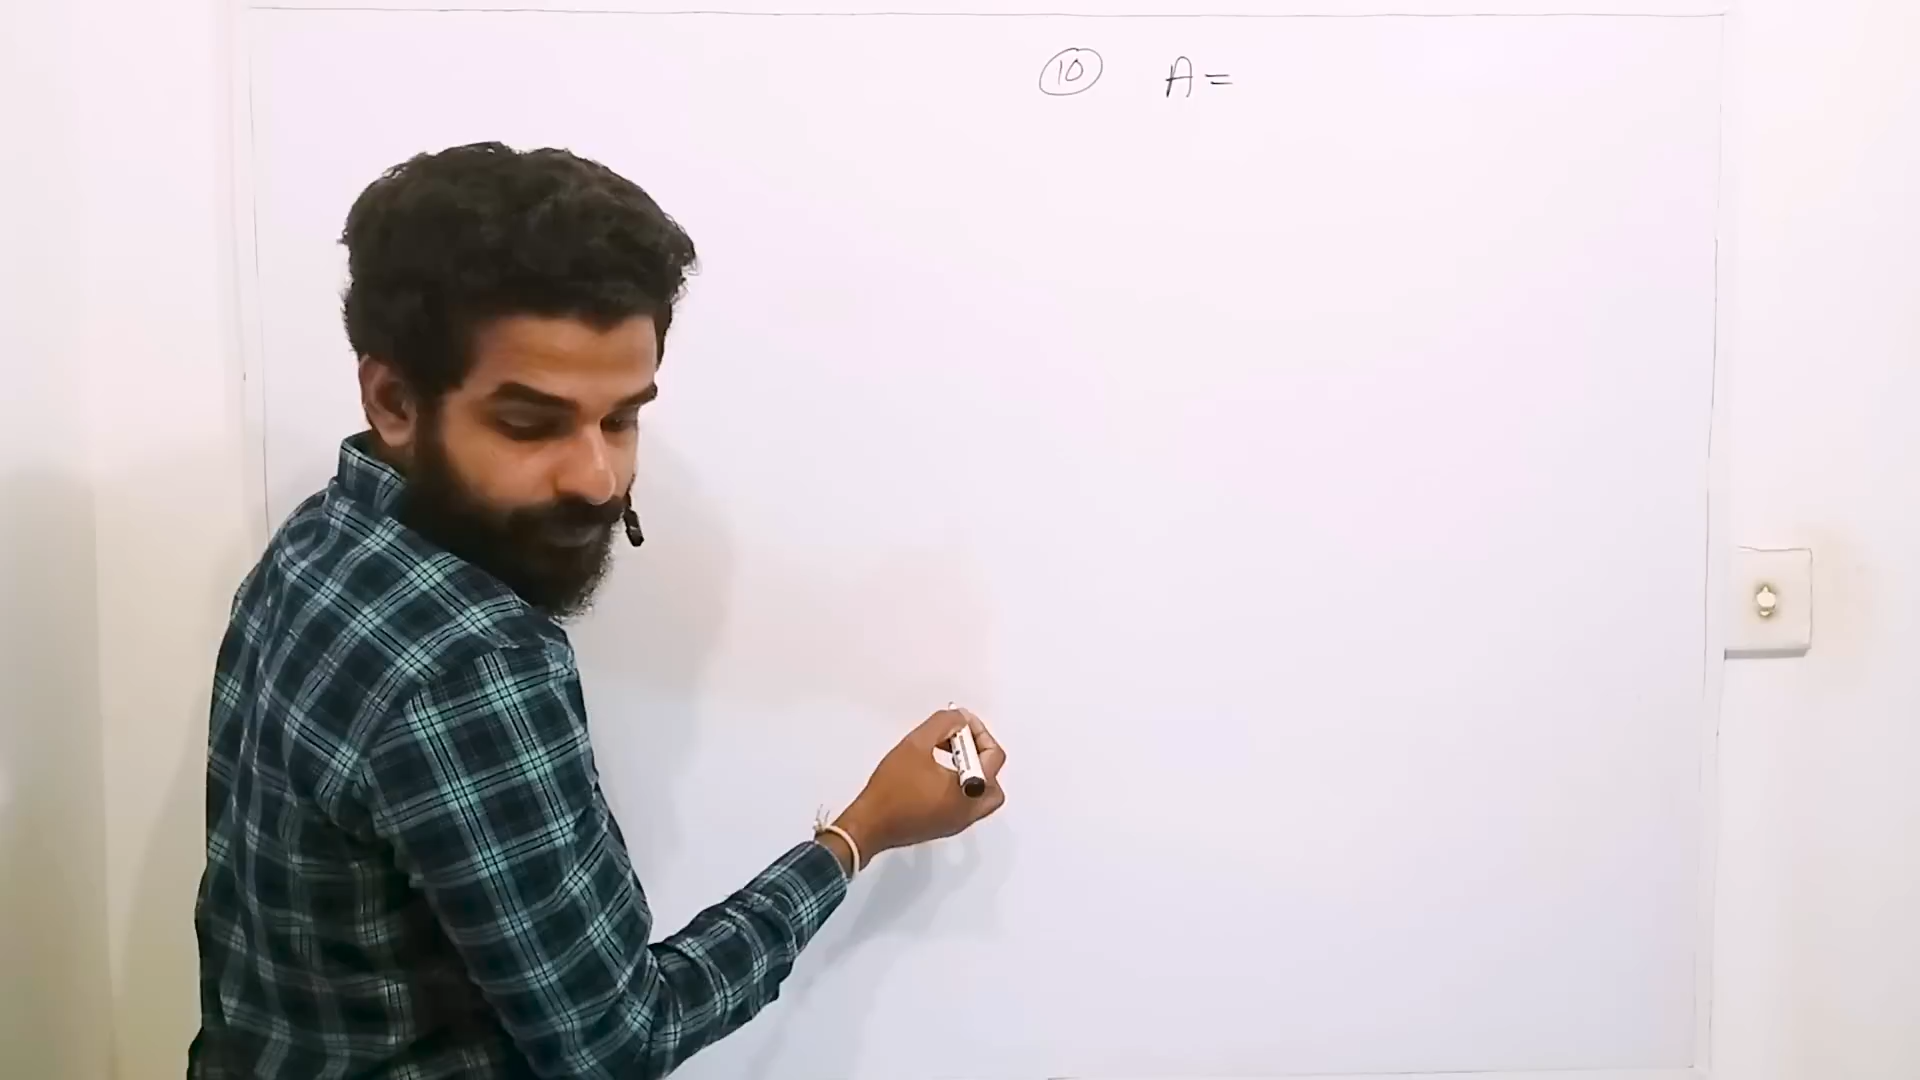 ⑩ A =